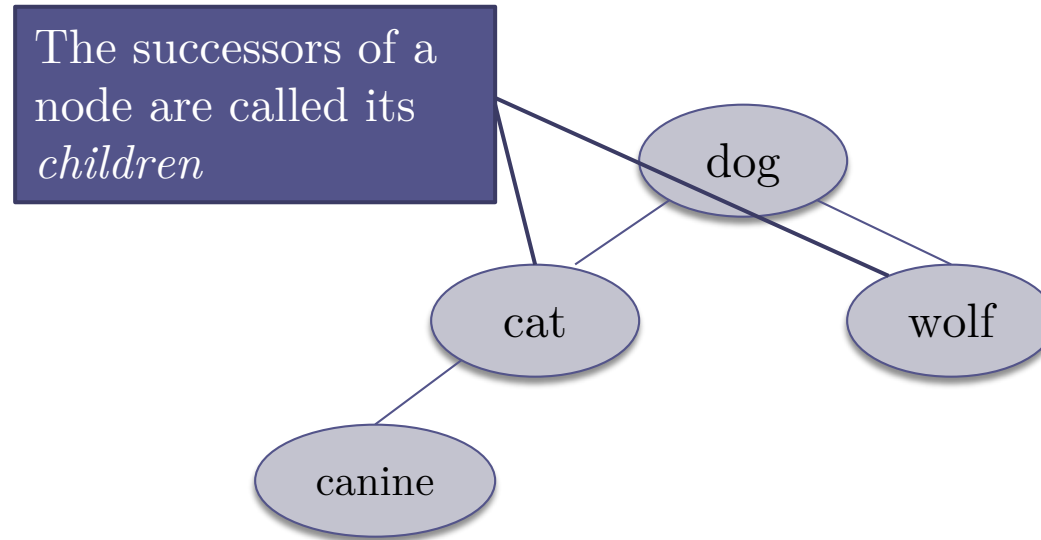 The successors of a
node are called its
children
dog
cat
wolf
canine